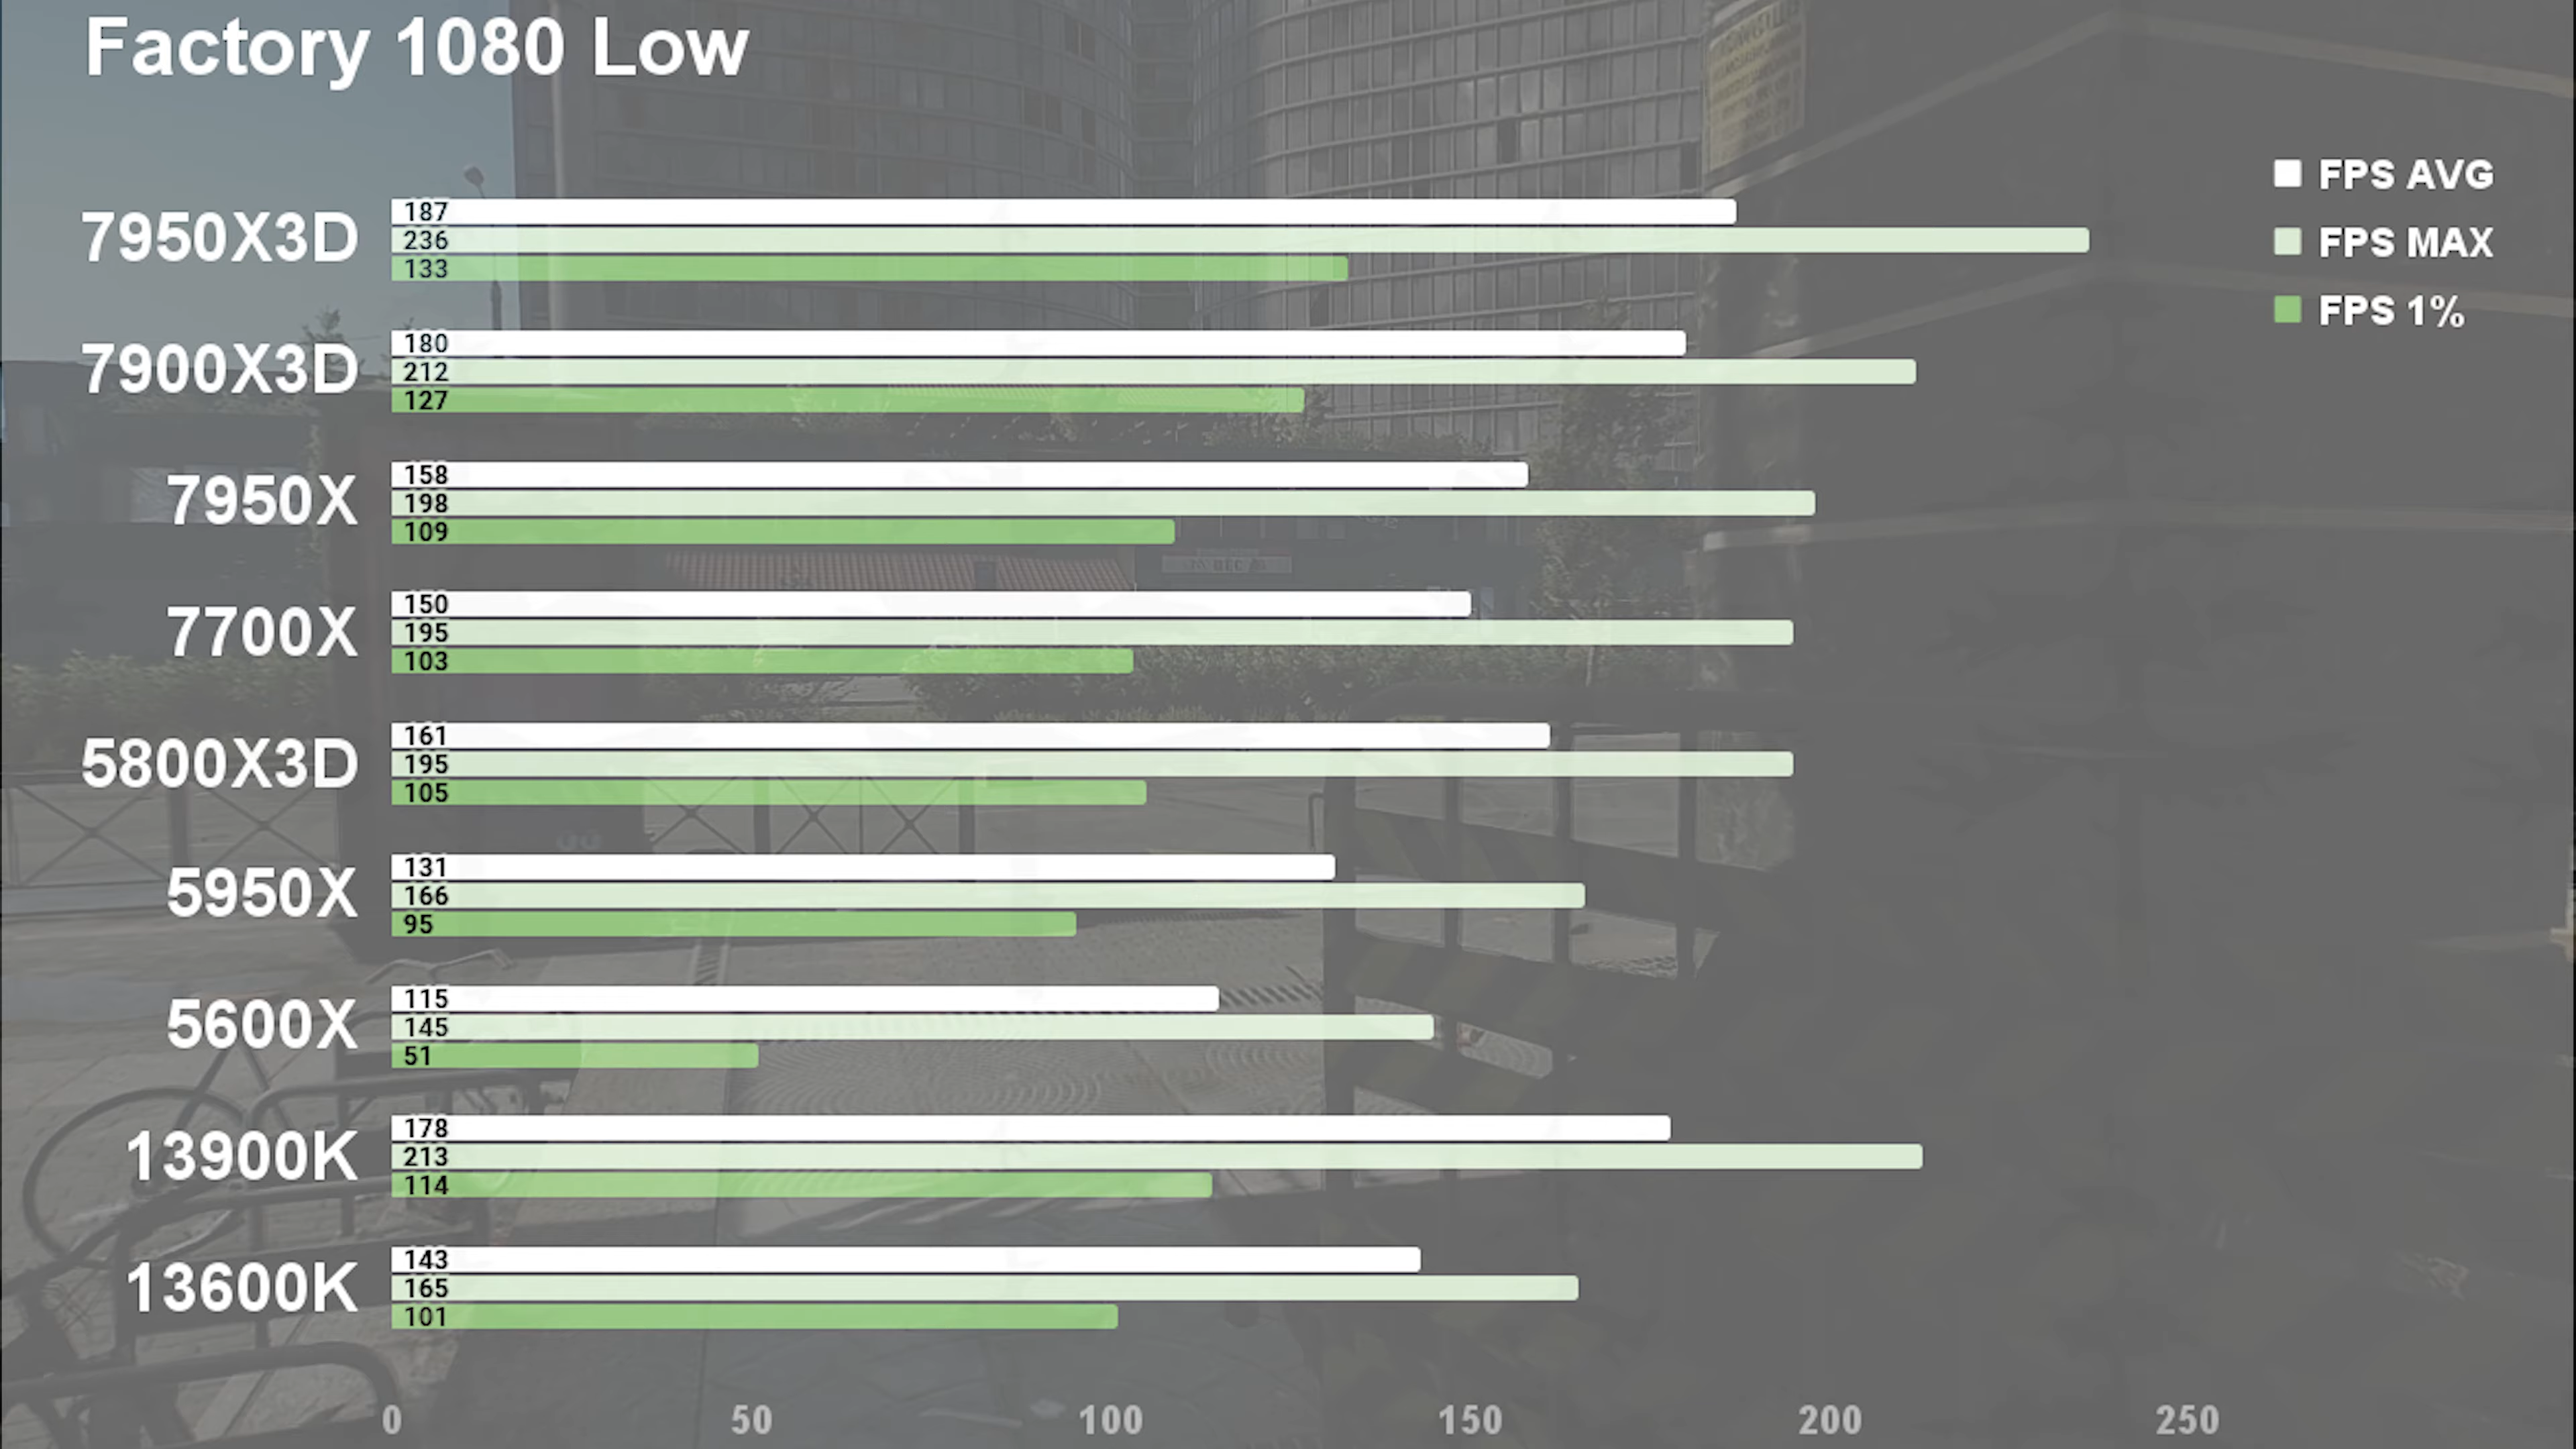 Factory 1080 Low
FPS AVG
FPS MAX
FPS 1%
7950X3D
187
236
133
7900X3D
180
212
127
7950X
158
198
109
7700X
150
195
103
5800X3D
161
195
105
5950X
131
166
95
5600X
115
145
51
13900K
178
213
114
13600K
143
165
101
0 50 100 150 200 250